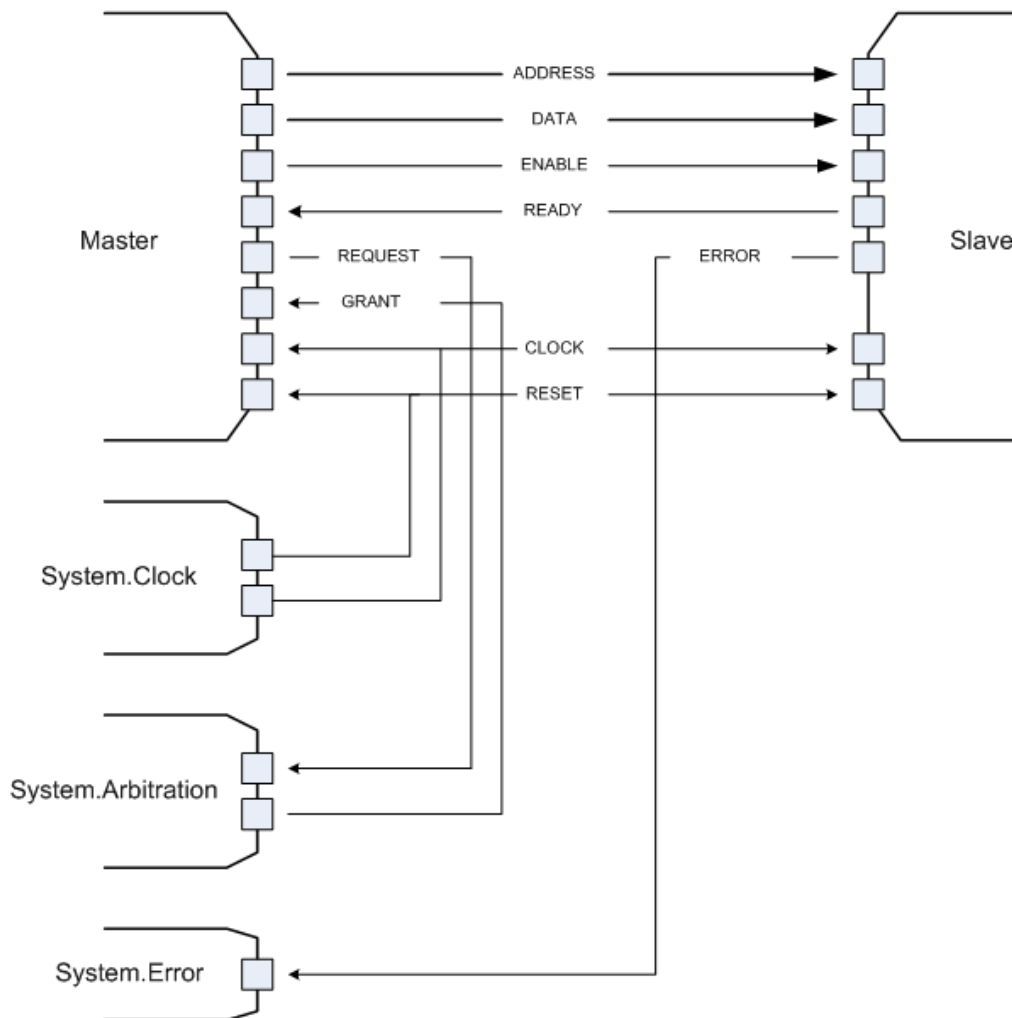 ADDRESS
DATA
ENABLE
READY
Master
Slave
REQUEST
ERROR
GRANT
CLOCK
RESET
System.Clock
System.Arbitration
System.Error